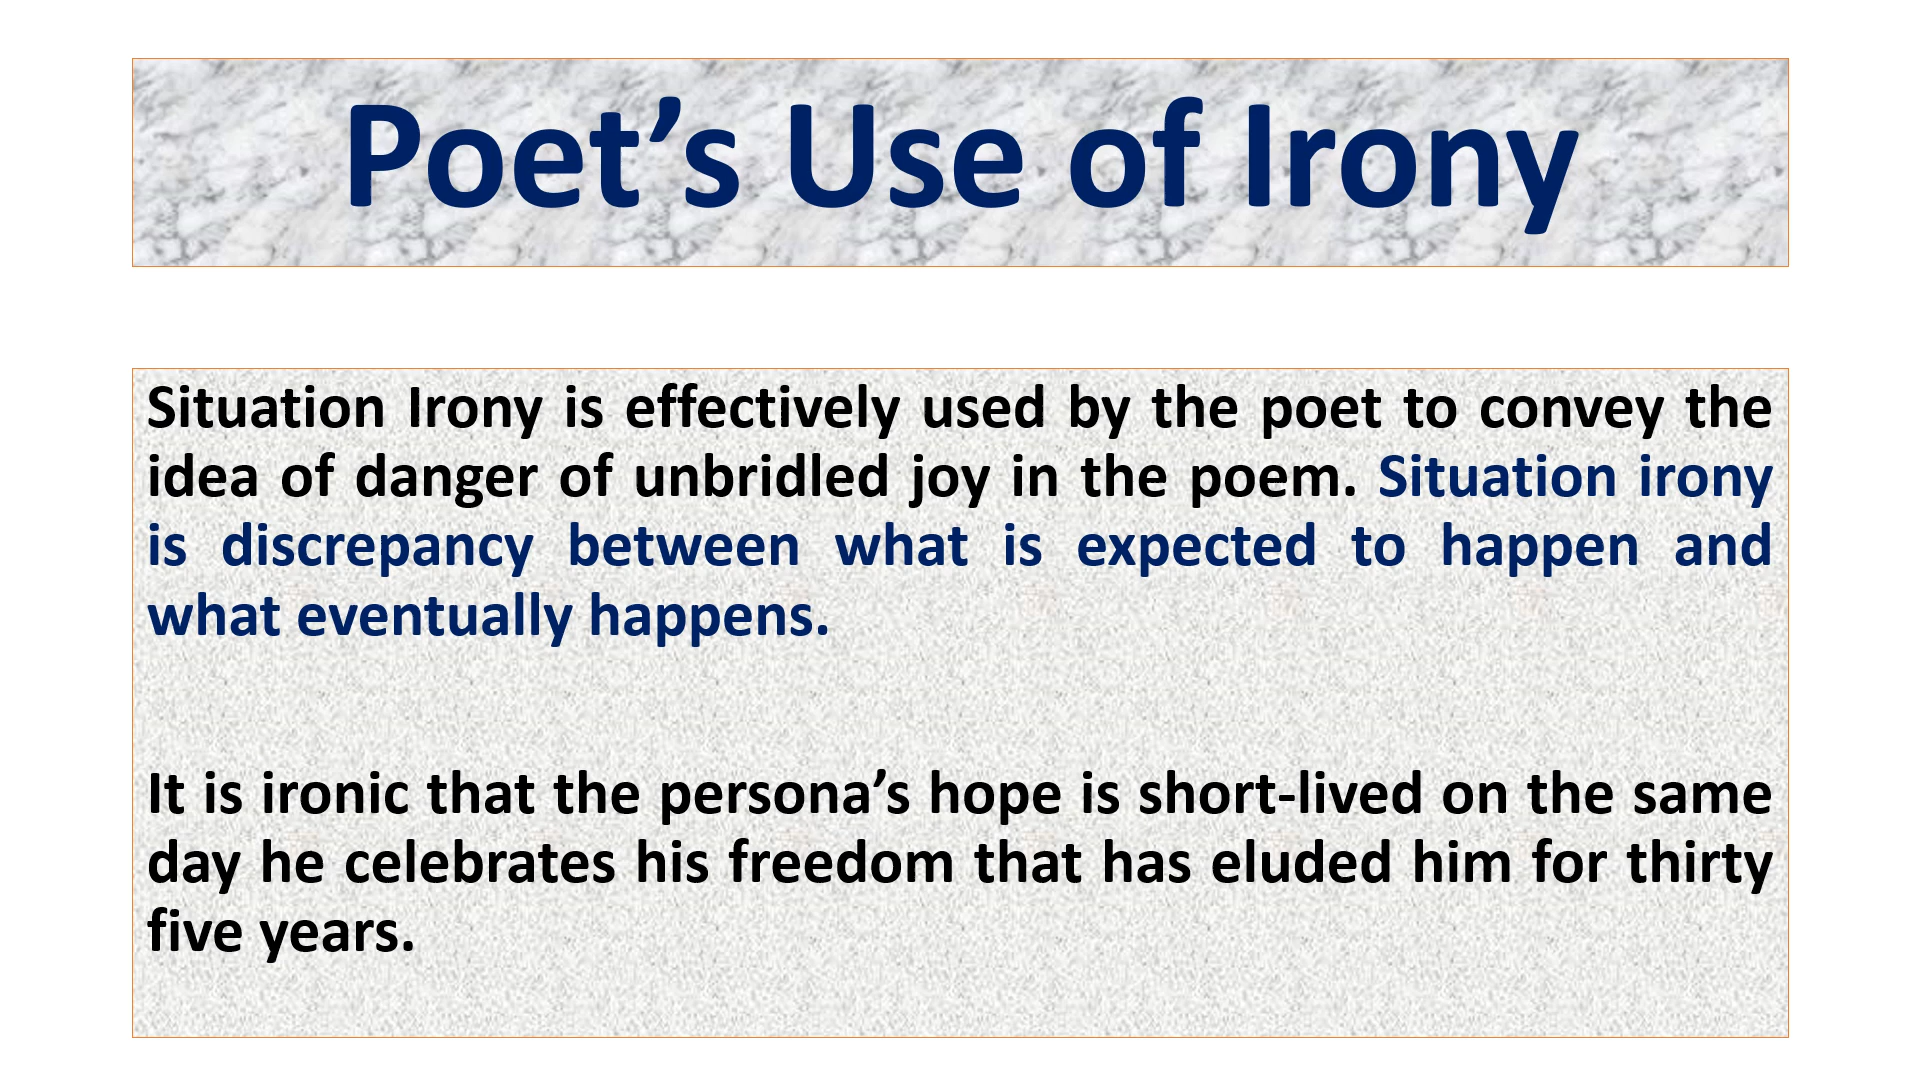 Poet’s Use of Irony
Situation Irony is effectively used by the poet to convey the
idea of danger of unbridled joy in the poem. Situation irony
is discrepancy between what is expected to happen and
what eventually happens.
It is ironic that the persona’s hope is short-lived on the same
day he celebrates his freedom that has eluded him for thirty
five years.